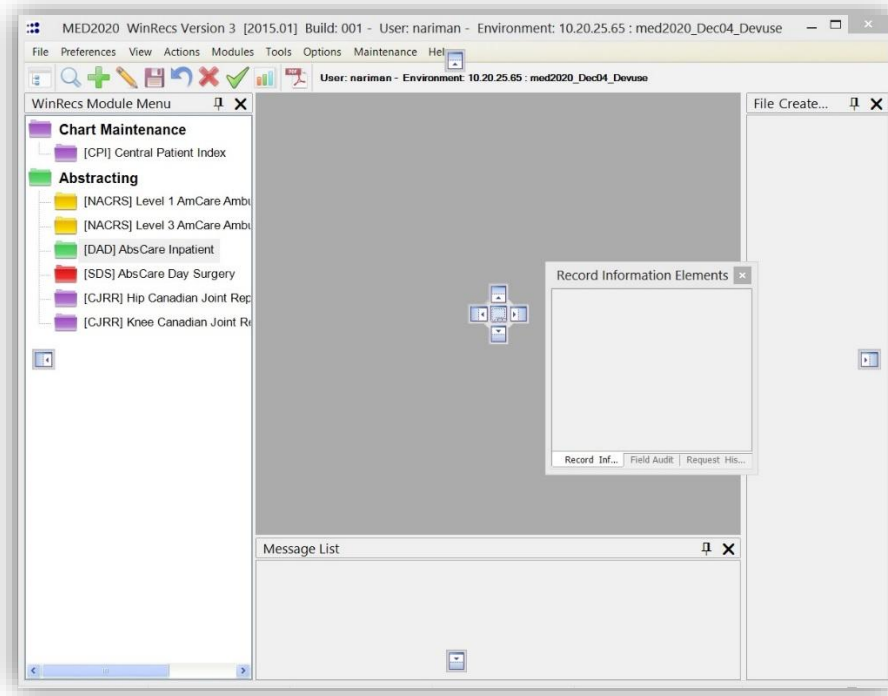 MED2020 WinRecs Version 3 [2015.01] Build: 001 - User: nariman - Environment: 10.20.25.65 : med2020_Dec04_Devuse
File Preferences View Actions Modules Tools Options Maintenance
User: nariman - Environment: 10.20.25.65 : med2020_Dec04_Devuse
WinRecs Module Menu
File Create...
Chart Maintenance
[CPI] Central Patient Index
Abstracting
[NACRS] Level 1 AmCare Ambu
[NACRS] Level 3 AmCare Ambu
[DAD] AbsCare Inpatient
[SDS] AbsCare Day Surgery
[CJRR] Hip Canadian Joint Rep
[CJRR] Knee Canadian Joint Re
Record Information Elements
Record Inf... Field Audit Request His...
Message List